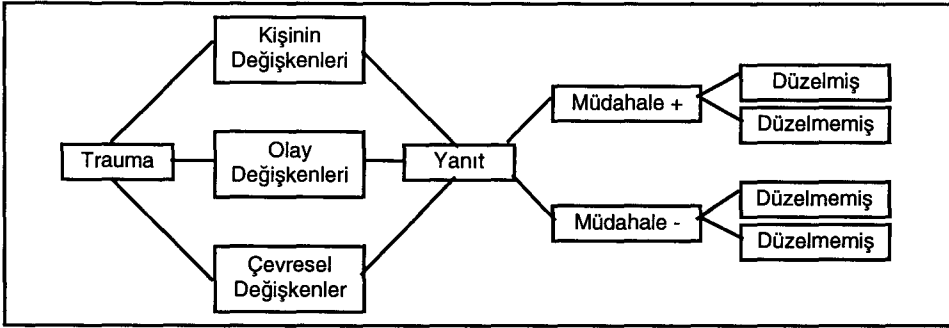 Kişinin
Değişkenleri
Trauma
Olay
Değişkenleri
Yanıt
Çevresel
Değişkenler
Müdahale +
Düzelmiş
Düzelmemiş
Müdahale -
Düzelmemiş
Düzelmemiş